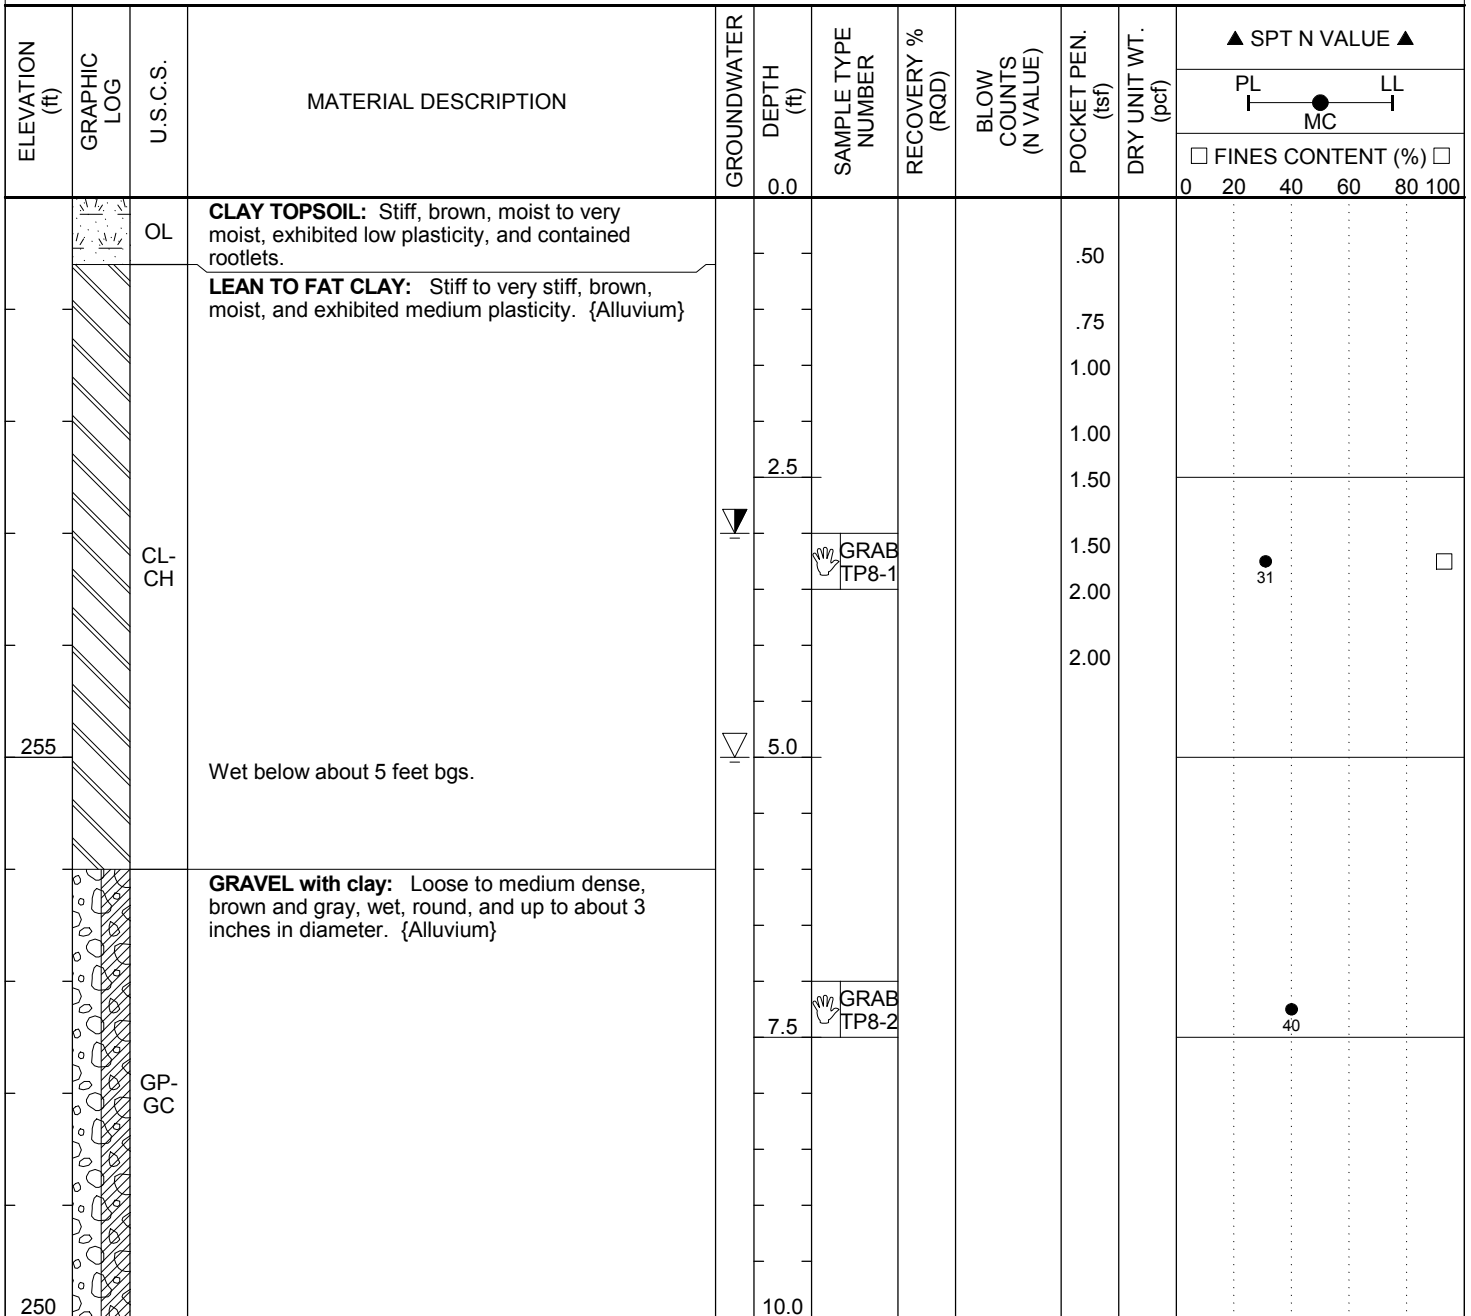 ELEVATION
(ft)
GRAPHIC
LOG
U.S.C.S.
MATERIAL DESCRIPTION
GROUNDWATER
DEPTH
(ft)
0.0
SAMPLE TYPE
NUMBER
RECOVERY %
(RQD)
BLOW
COUNTS
(N VALUE)
POCKET PEN.
(tsf)
DRY UNIT WT.
(pcf)
▲ SPT N VALUE ▲
PL LL
MC
□ FINES CONTENT (%) □
0 20 40 60 80 100
OL
CLAY TOPSOIL: Stiff, brown, moist to very
moist, exhibited low plasticity, and contained
rootlets.
.50
LEAN TO FAT CLAY: Stiff to very stiff, brown,
moist, and exhibited medium plasticity. {Alluvium}
.75
1.00
1.00
2.5
1.50
CL-
CH
GRAB
TP8-1
1.50
31
2.00
2.00
255
5.0
Wet below about 5 feet bgs.
GRAVEL with clay: Loose to medium dense,
brown and gray, wet, round, and up to about 3
inches in diameter. {Alluvium}
GRAB
TP8-2
7.5
40
GP-
GC
250
10.0